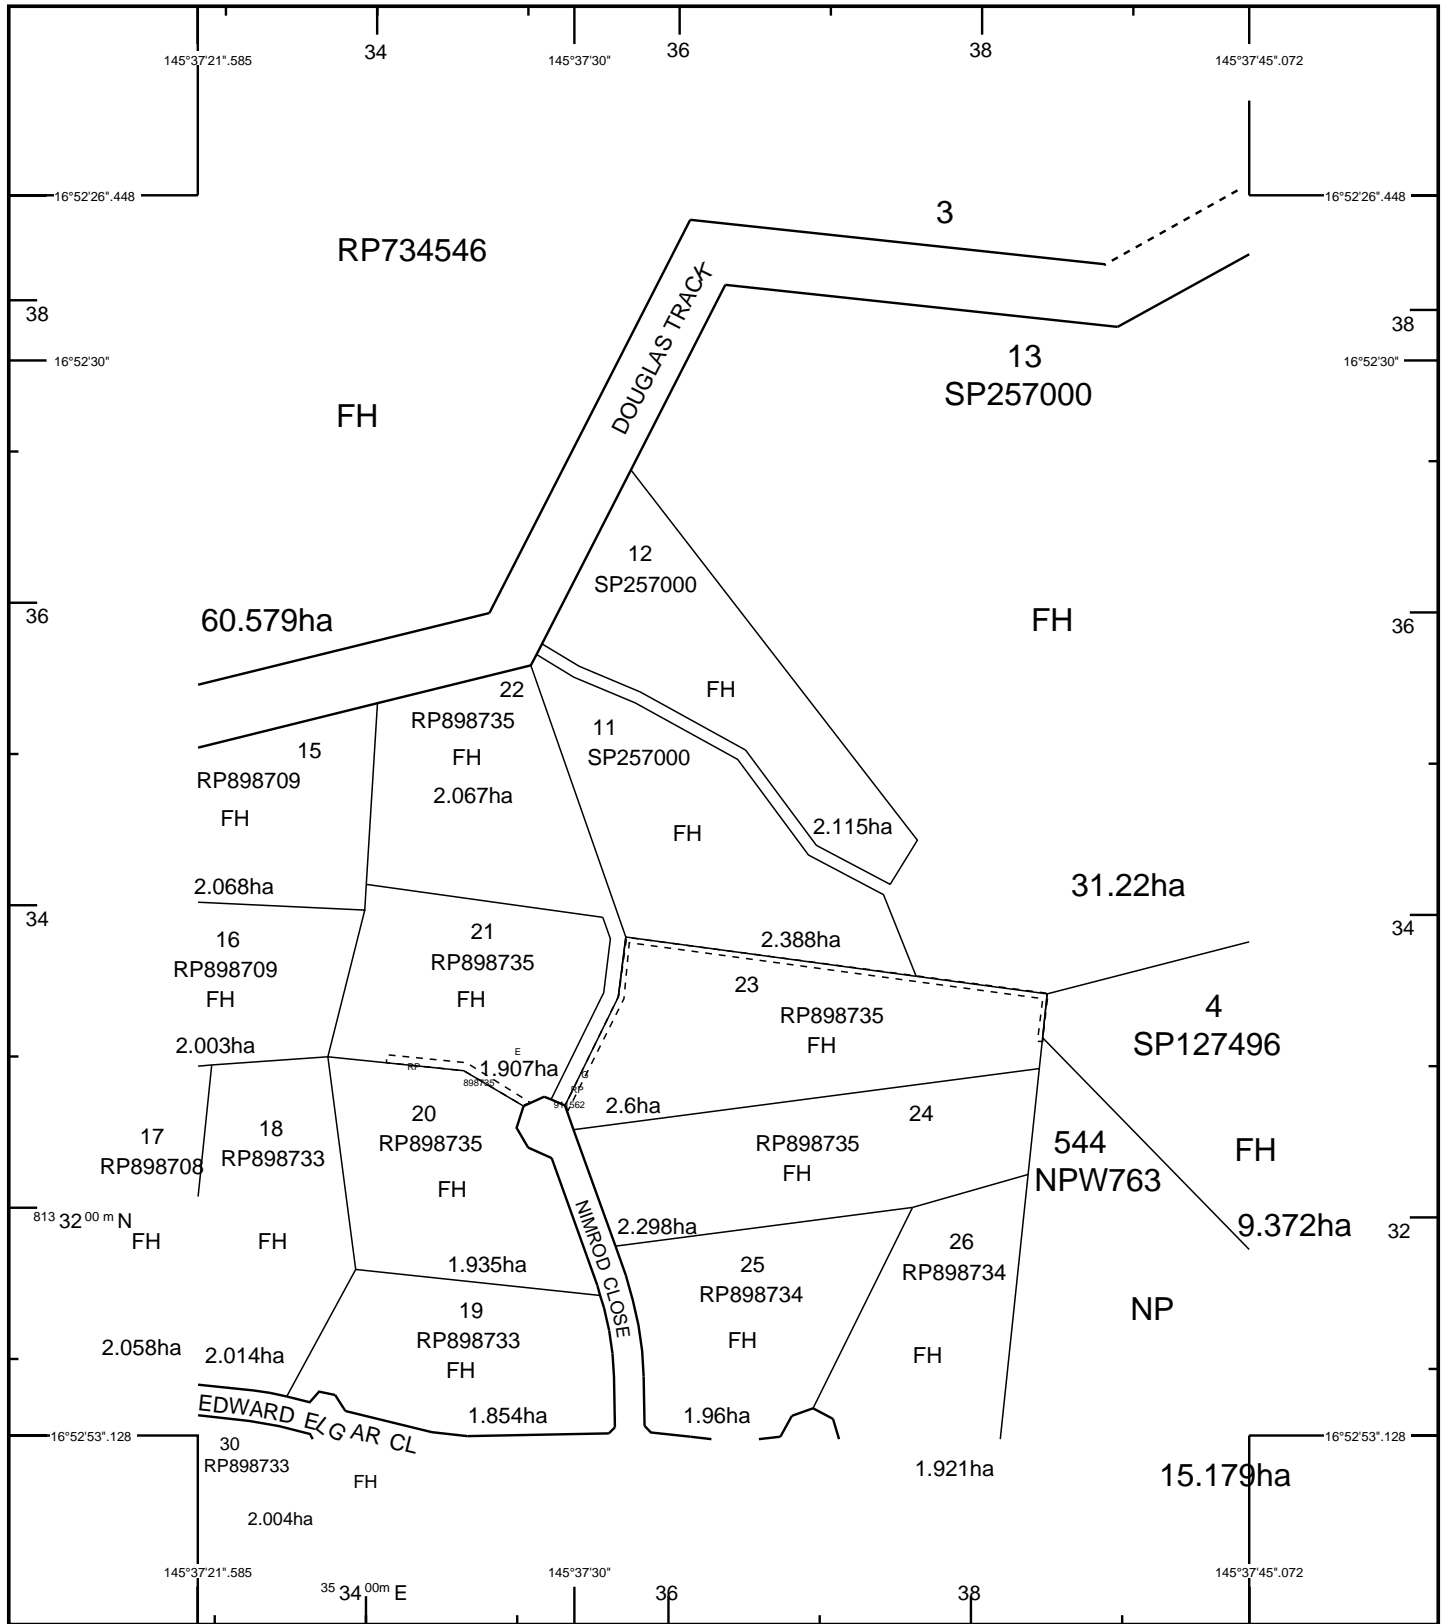 34
36
38
145°37'21".585
145°37'30"
145°37'45".072
16°52'26".448
16°52'26".448
3
RP734546
DOUGLAS TRACK
38
38
16°52'30"
16°52'30"
13
SP257000
FH
12
SP257000
36
60.579ha
FH
36
FH
22
RP898735
FH
2.067ha
11
SP257000
15
RP898709
FH
FH
2.115ha
2.068ha
31.22ha
34
34
16
RP898709
FH
21
RP898735
FH
2.388ha
23
RP898735
FH
4
SP127496
2.003ha
E
1.907ha
RP
898735
G
RP
911562
2.6ha
20
RP898735
FH
24
RP898735
FH
17
RP898708
18
RP898733
544
NPW763
FH
813 32 00 m N
FH
FH
NIMROD CLOSE
2.298ha
9.372ha
32
1.935ha
25
RP898734
FH
26
RP898734
FH
NP
19
RP898733
FH
2.058ha
2.014ha
EDWARD ELGAR CL
1.854ha
1.96ha
16°52'53".128
16°52'53".128
30
RP898733
FH
1.921ha
15.179ha
2.004ha
145°37'21".585
145°37'30"
145°37'45".072
35 34 00m E
36
38